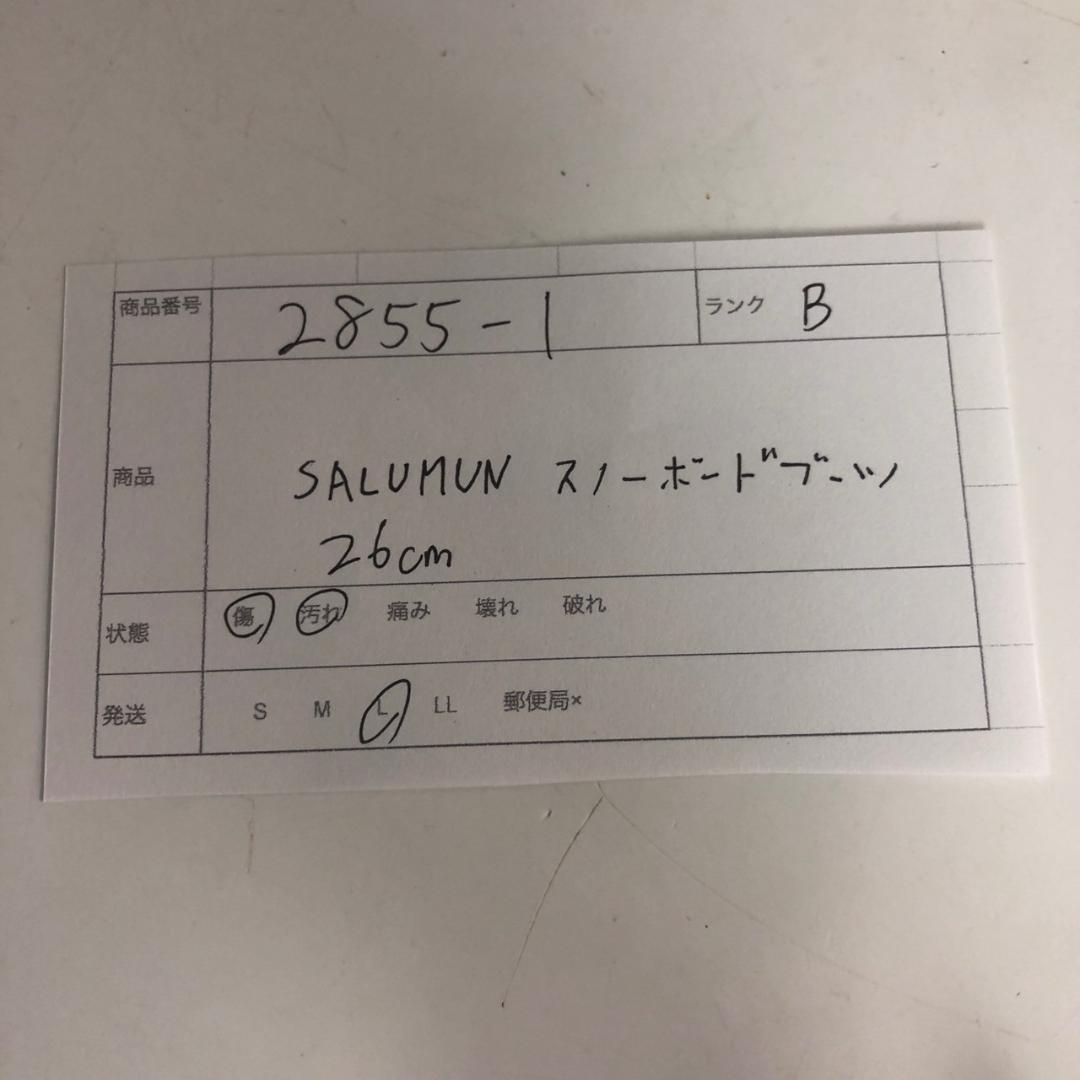 商品番号 2855-1 ランク B
商品 SALUMUN スノーボードブーツ
26cm
状態 傷 汚れ 痛み 壊れ 破れ
発送 S M L LL 郵便局×